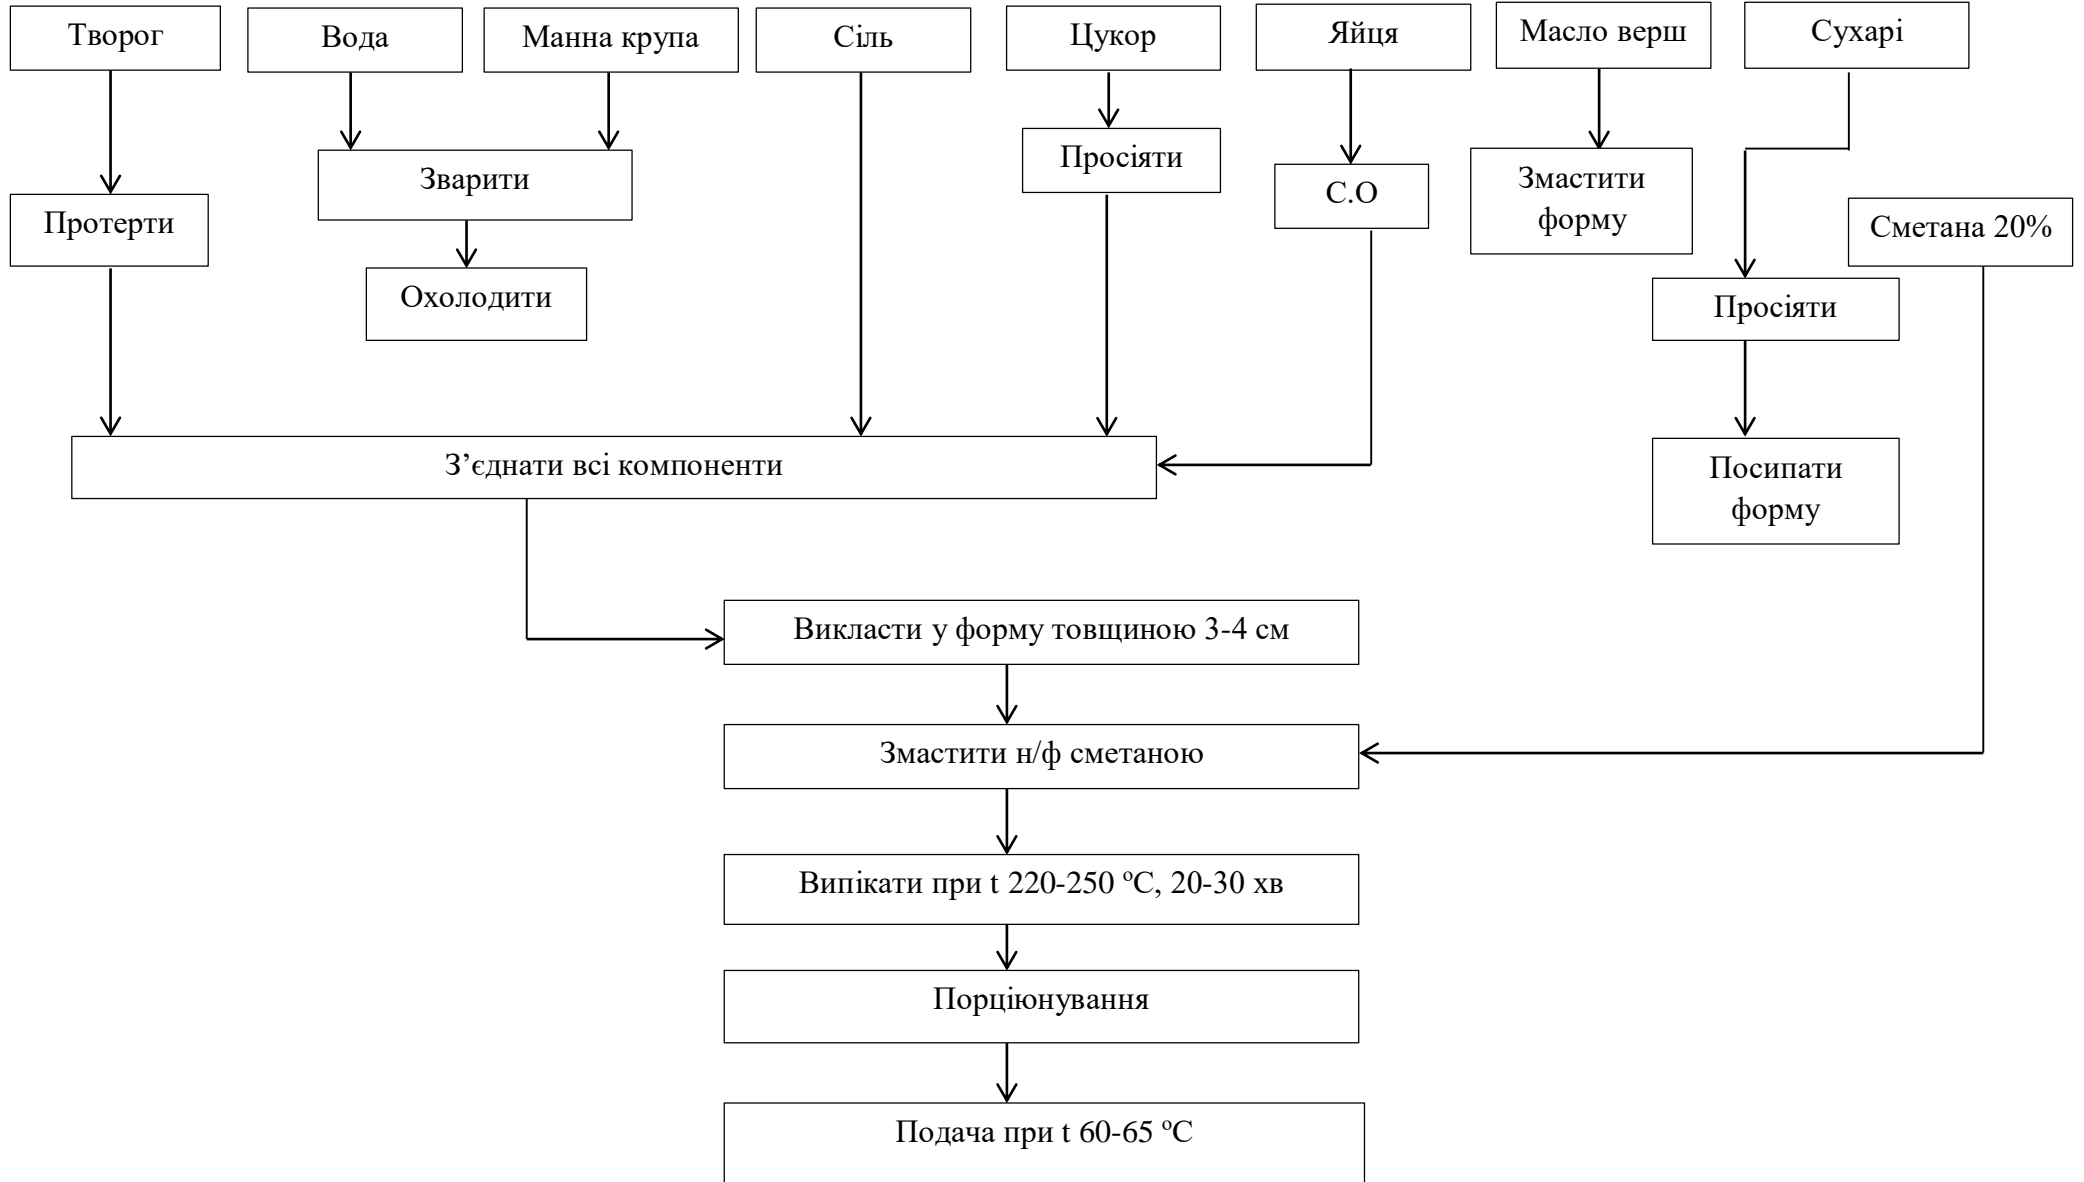 Творог
Вода
Манна крупа
Сіль
Цукор
Яйця
Масло верш
Сухарі
Просіяти
Зварити
Змастити
форму
С.О
Протерти
Сметана 20%
Охолодити
Просіяти
З’єднати всі компоненти
Посипати
форму
Викласти у форму товщиною 3-4 см
Змастити н/ф сметаною
Випікати при t 220-250 ºС, 20-30 хв
Порціюнування
Подача при t 60-65 ºС